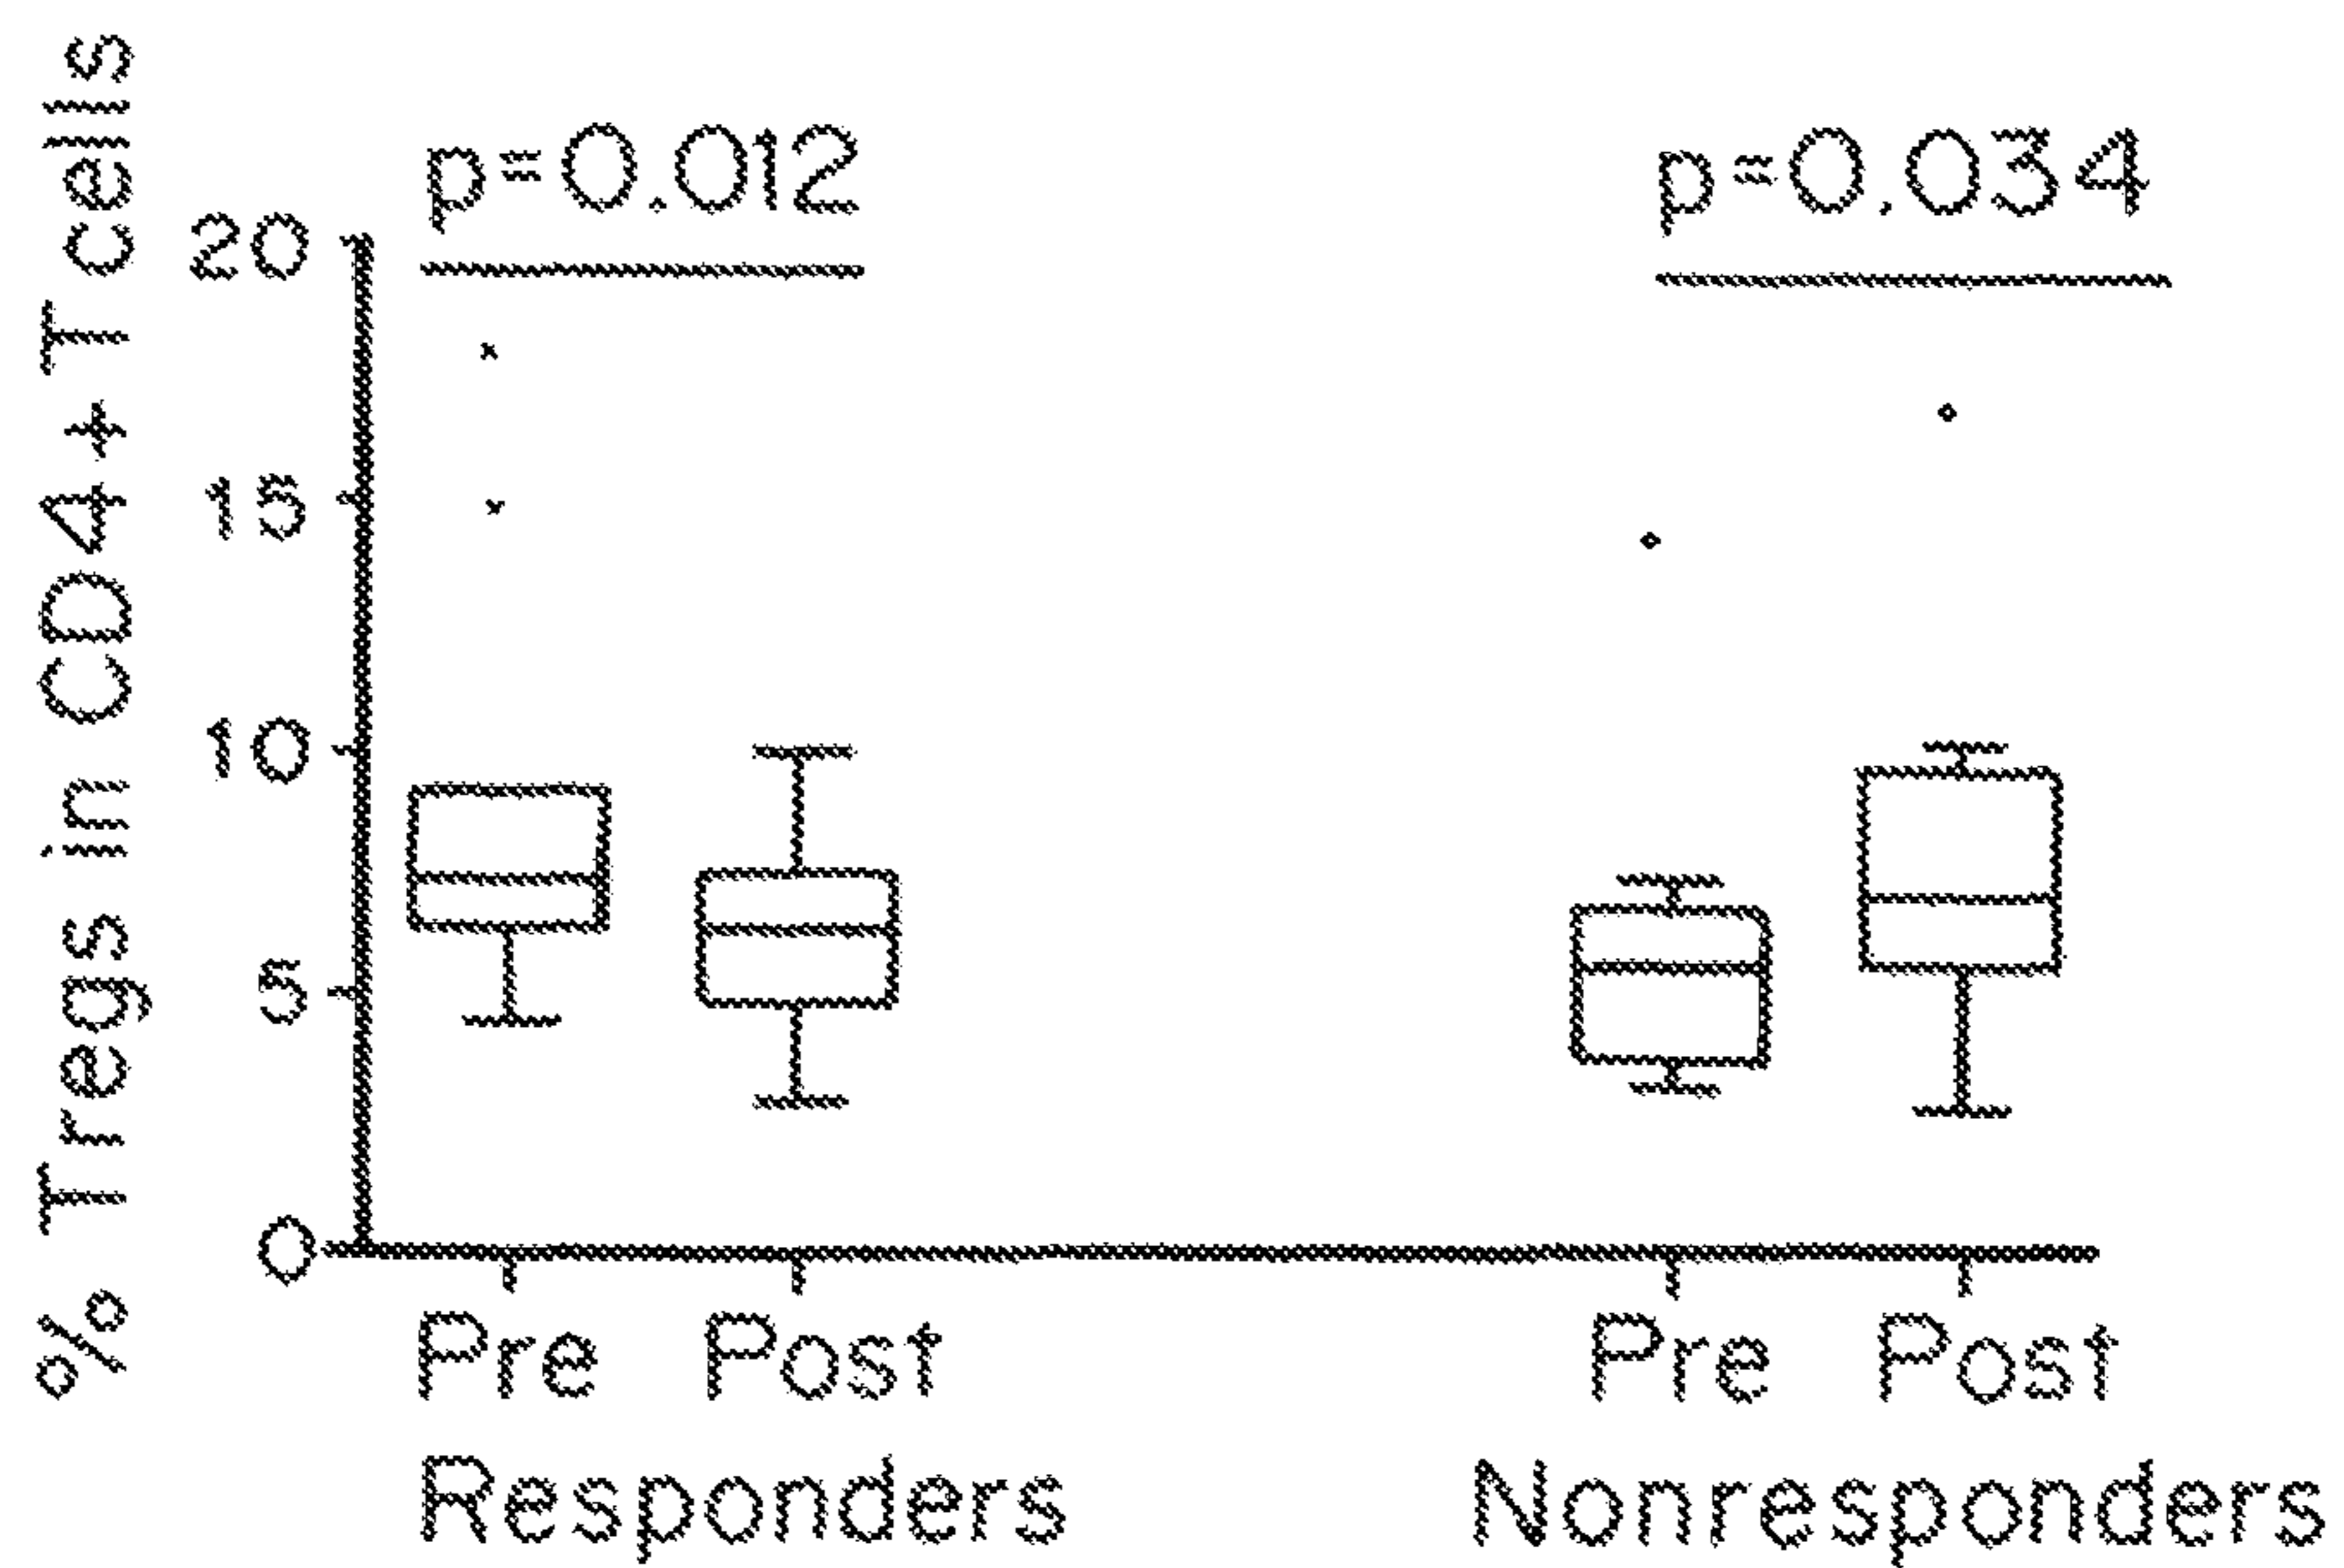 % Tregs in CD4+ T cells
p=0.012
p=0.034
20
15
10
5
0
Pre Post
Pre Post
Responders
Nonresponders